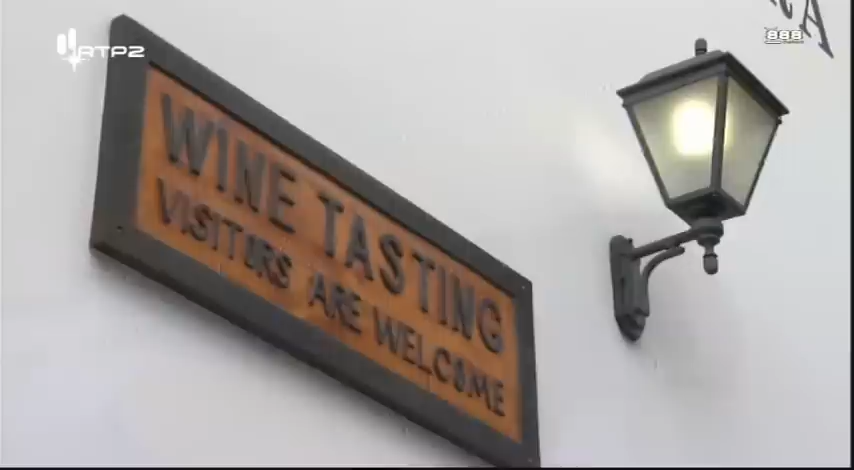 RTP2
888
WINE TASTING
VISITORS ARE WELCOME